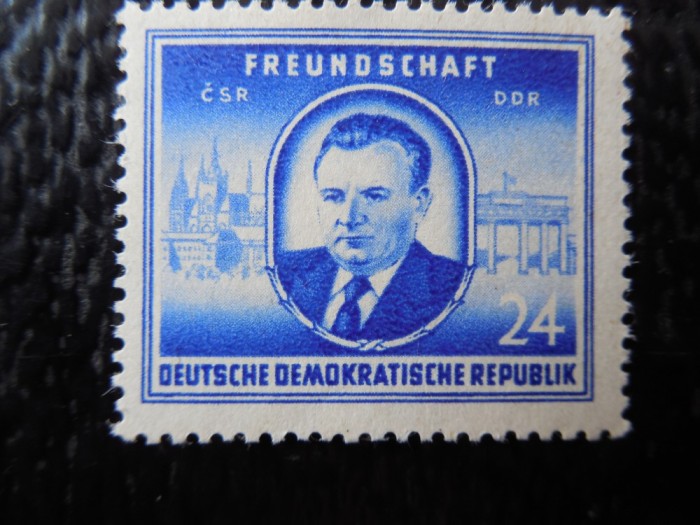 FREUNDSCHAFT
ČSR DDR
24
DEUTSCHE DEMOKRATISCHE REPUBLIK